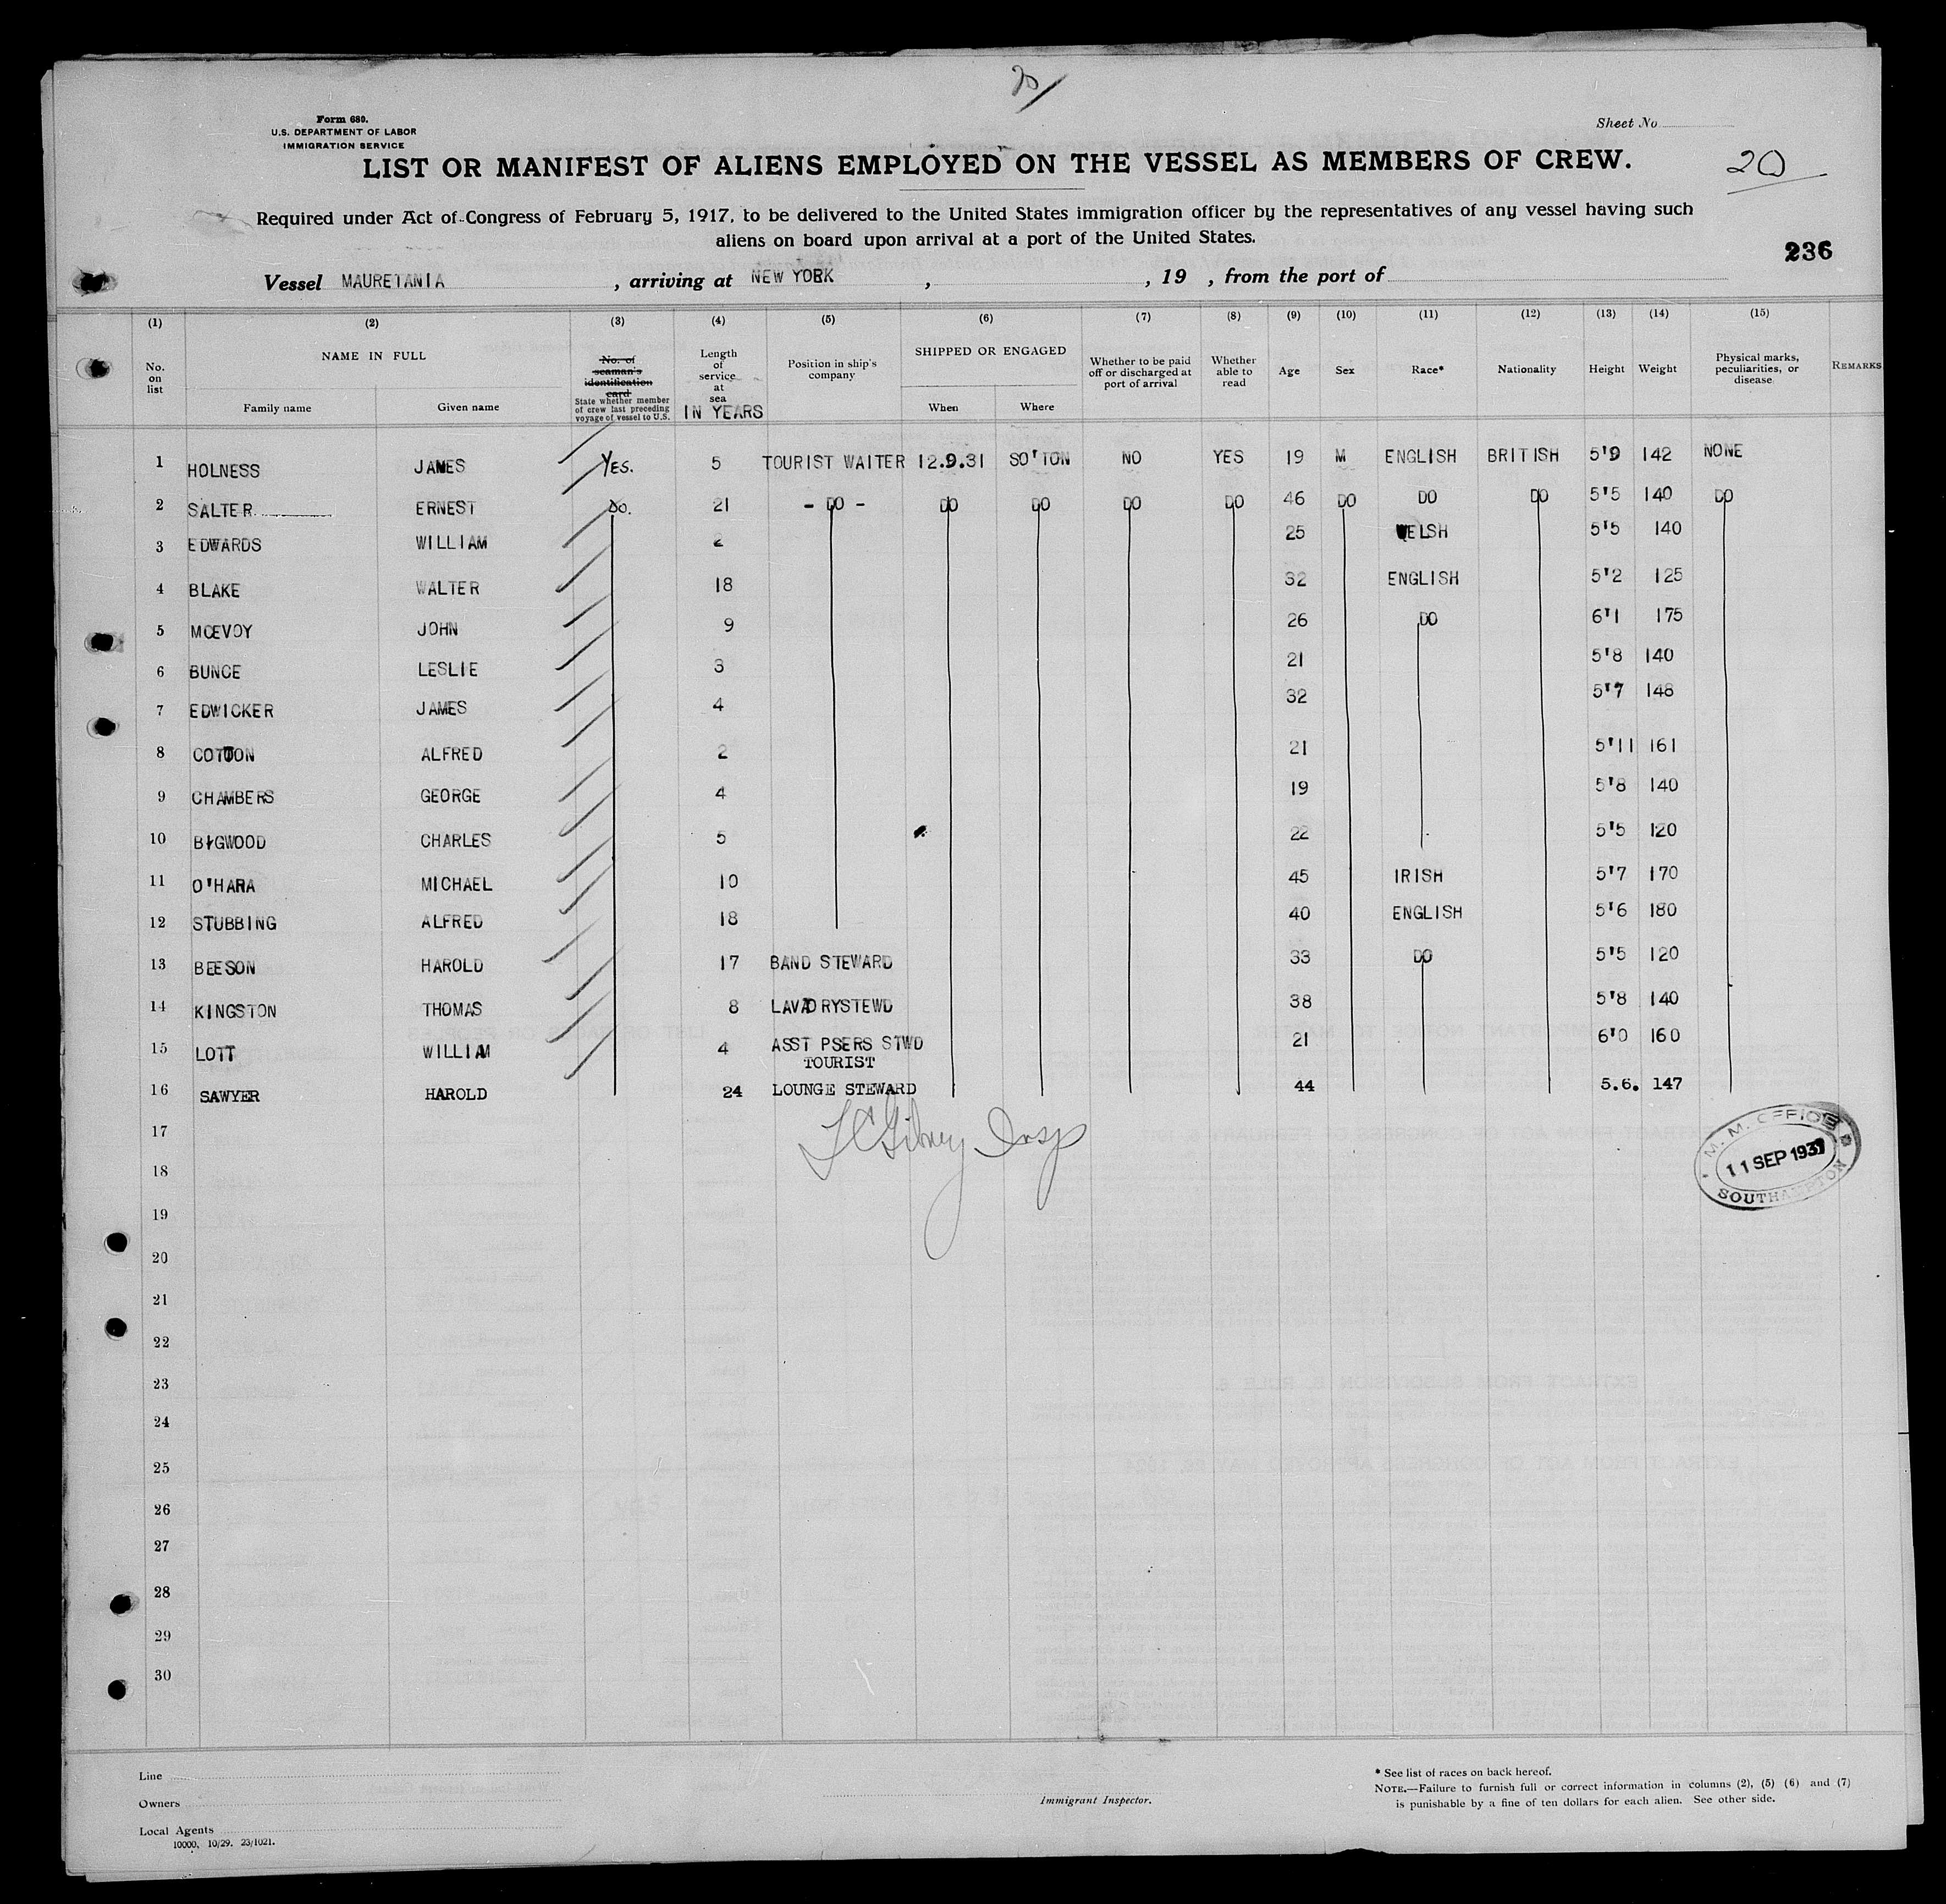 20
Form 680.
U.S. DEPARTMENT OF LABOR
IMMIGRATION SERVICE
Sheet No
LIST OR MANIFEST OF ALIENS EMPLOYED ON THE VESSEL AS MEMBERS OF CREW.
20
Required under Act of Congress of February 5, 1917, to be delivered to the United States immigration officer by the representatives of any vessel having such
aliens on board upon arrival at a port of the United States.
236
Vessel MAURETANIA , arriving at NEW YORK , , 19 , from the port of
(1) (2) (3) (4) (5) (6) (7) (8) (9) (10) (11) (12) (13) (14) (15)
No. on list
NAME IN FULL
Family name Given name
No. of seaman's identification card
State whether member of crew last preceding voyage of vessel to U.S.
Length of service at sea IN YEARS
Position in ship's company
SHIPPED OR ENGAGED
When Where
Whether to be paid off or discharged at port of arrival
Whether able to read
Age Sex Race* Nationality Height Weight
Physical marks, peculiarities, or disease
REMARKS
1 HOLNESS JAMES YES. 5 TOURIST WAITER 12.9.31 SO'TON NO YES 19 M ENGLISH BRITISH 5'9 142 NONE
2 SALTER ERNEST DO. 21 - DO - DO DO DO DO 46 DO DO DO 5'5 140 DO
3 EDWARDS WILLIAM 2 25 WELSH 5'5 140
4 BLAKE WALTER 18 32 ENGLISH 5'2 125
5 MCEVOY JOHN 9 26 DO 6'1 175
6 BUNCE LESLIE 3 21 5'8 140
7 EDWICKER JAMES 4 32 5'7 148
8 COTTON ALFRED 2 21 5'11 161
9 CHAMBERS GEORGE 4 19 5'8 140
10 BIGWOOD CHARLES 5 22 5'5 120
11 O'HARA MICHAEL 10 45 IRISH 5'7 170
12 STUBBING ALFRED 18 40 ENGLISH 5'6 180
13 BEESON HAROLD 17 BAND STEWARD 33 DO 5'5 120
14 KINGSTON THOMAS 8 LAVATORYSTEWD 38 5'8 140
15 LOTT WILLIAM 4 ASST PSERS STWD 21 6'0 160
TOURIST
16 SAWYER HAROLD 24 LOUNGE STEWARD 44 5.6. 147
17
18
19
20
21
22
23
24
25
26
27
28
29
30
Insp
M. M. OFFICE
11 SEP 1931
SOUTHAMPTON
Line
Owners
Local Agents
10000, 10/29. 23/1021.
Immigrant Inspector.
* See list of races on back hereof.
NOTE.—Failure to furnish full or correct information in columns (2), (5) (6) and (7)
is punishable by a fine of ten dollars for each alien. See other side.